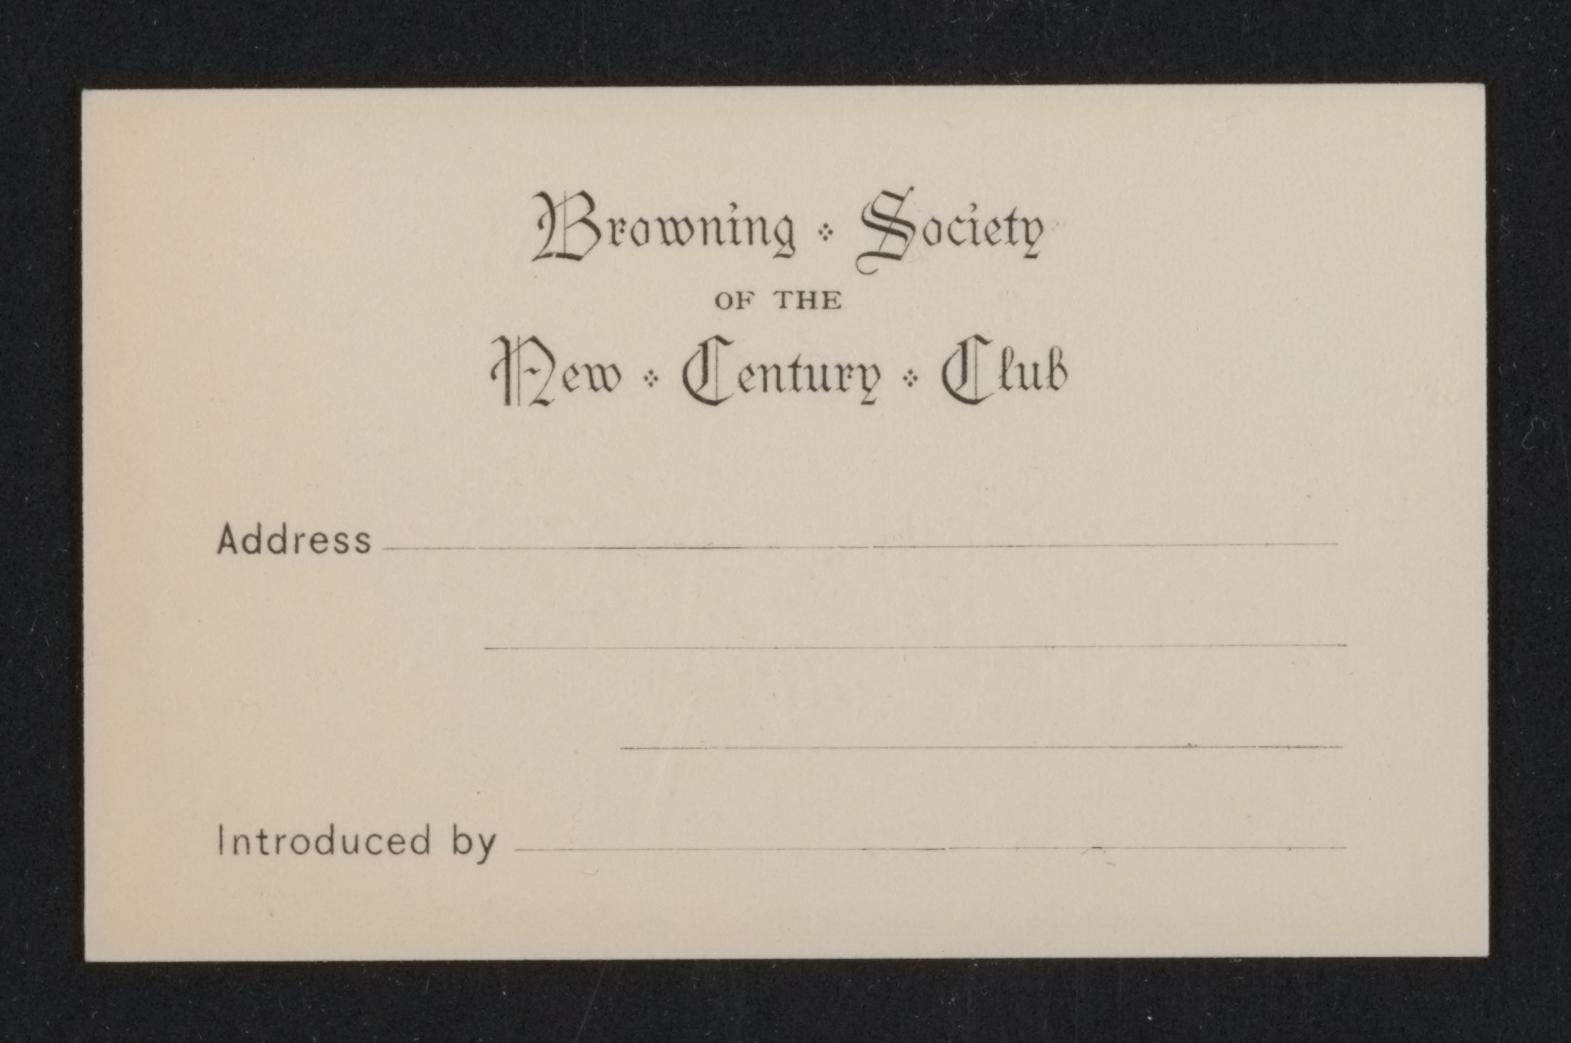 Browning Society
OF THE
New Century Club
Address
Introduced by